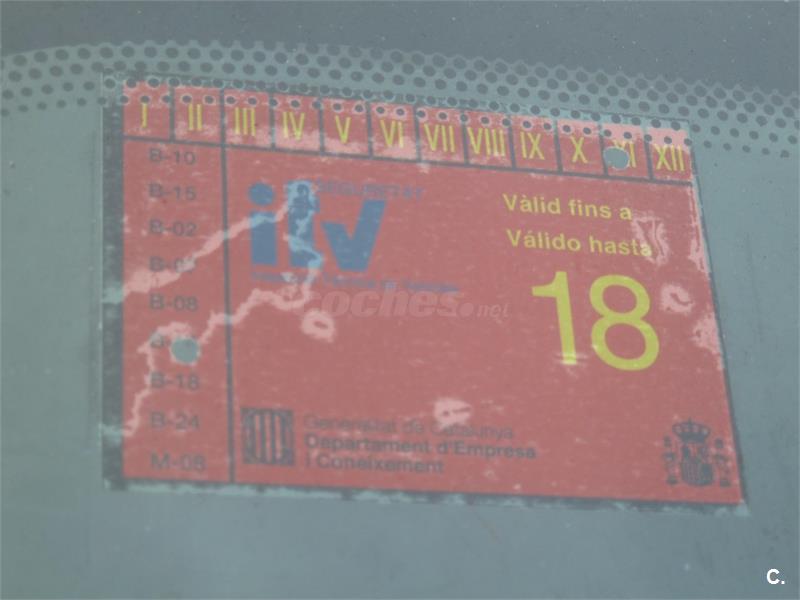 I II III IV V VI VII VIII IX X XI XII
B-10
B-15
B-02
B-08
B-18
B-24
M-08
SEGURETAT
itv
Vàlid fins a
Válido hasta
18
coches.net
Generalitat de Catalunya
Departament d'Empresa
i Coneixement
C.